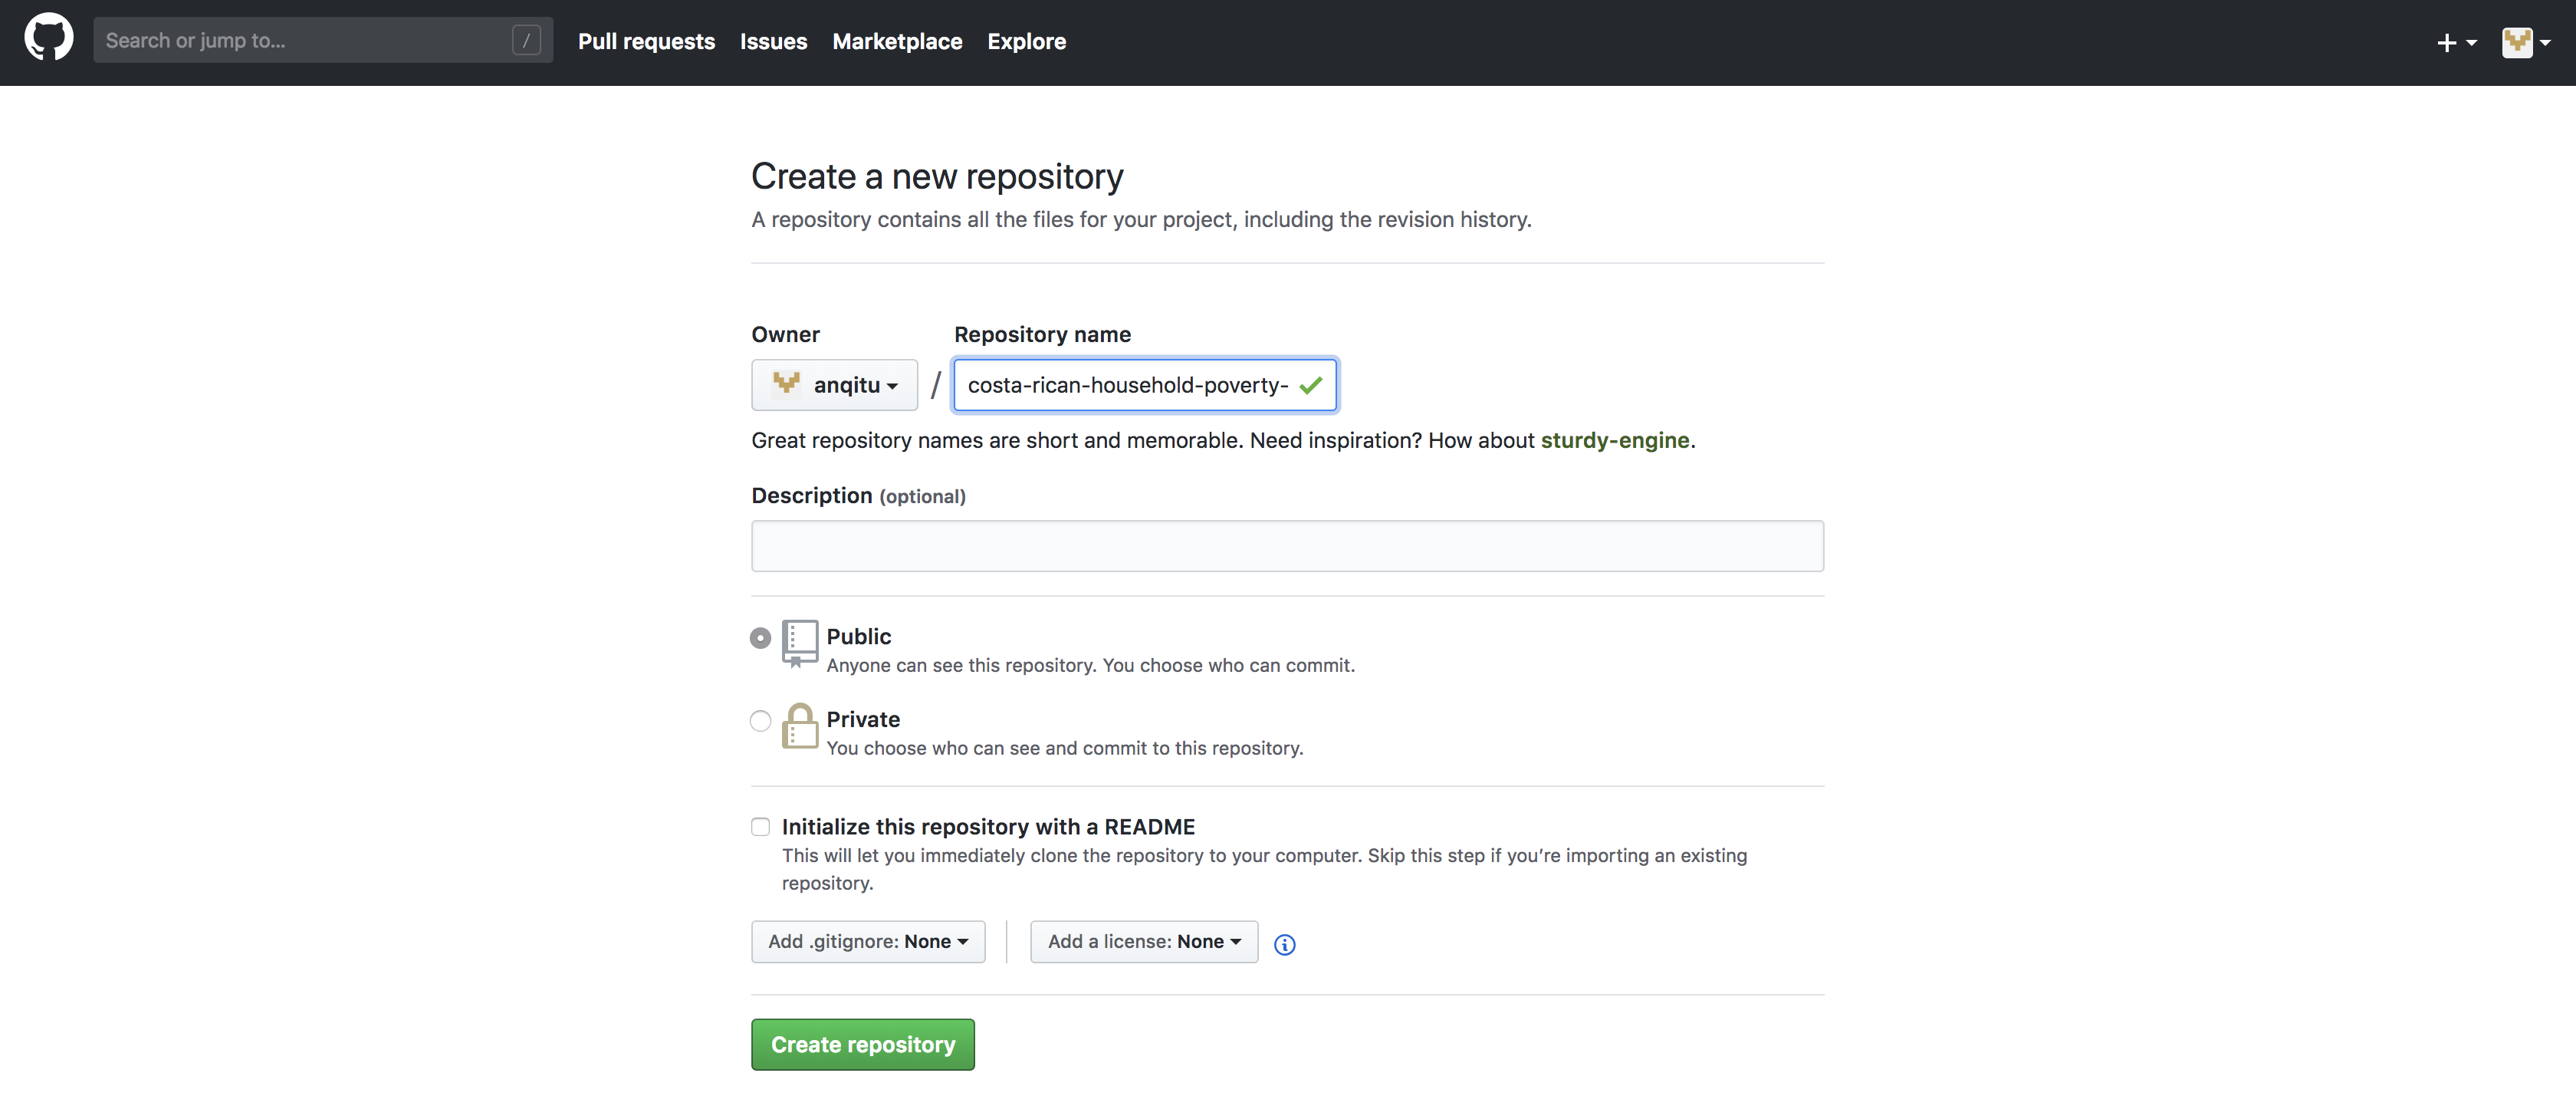 Search or jump to... / Pull requests Issues Marketplace Explore
Create a new repository
A repository contains all the files for your project, including the revision history.
Owner Repository name
anqitu / costa-rican-household-poverty-
Great repository names are short and memorable. Need inspiration? How about sturdy-engine.
Description (optional)
Public
Anyone can see this repository. You choose who can commit.
Private
You choose who can see and commit to this repository.
Initialize this repository with a README
This will let you immediately clone the repository to your computer. Skip this step if you’re importing an existing
repository.
Add .gitignore: None Add a license: None
Create repository